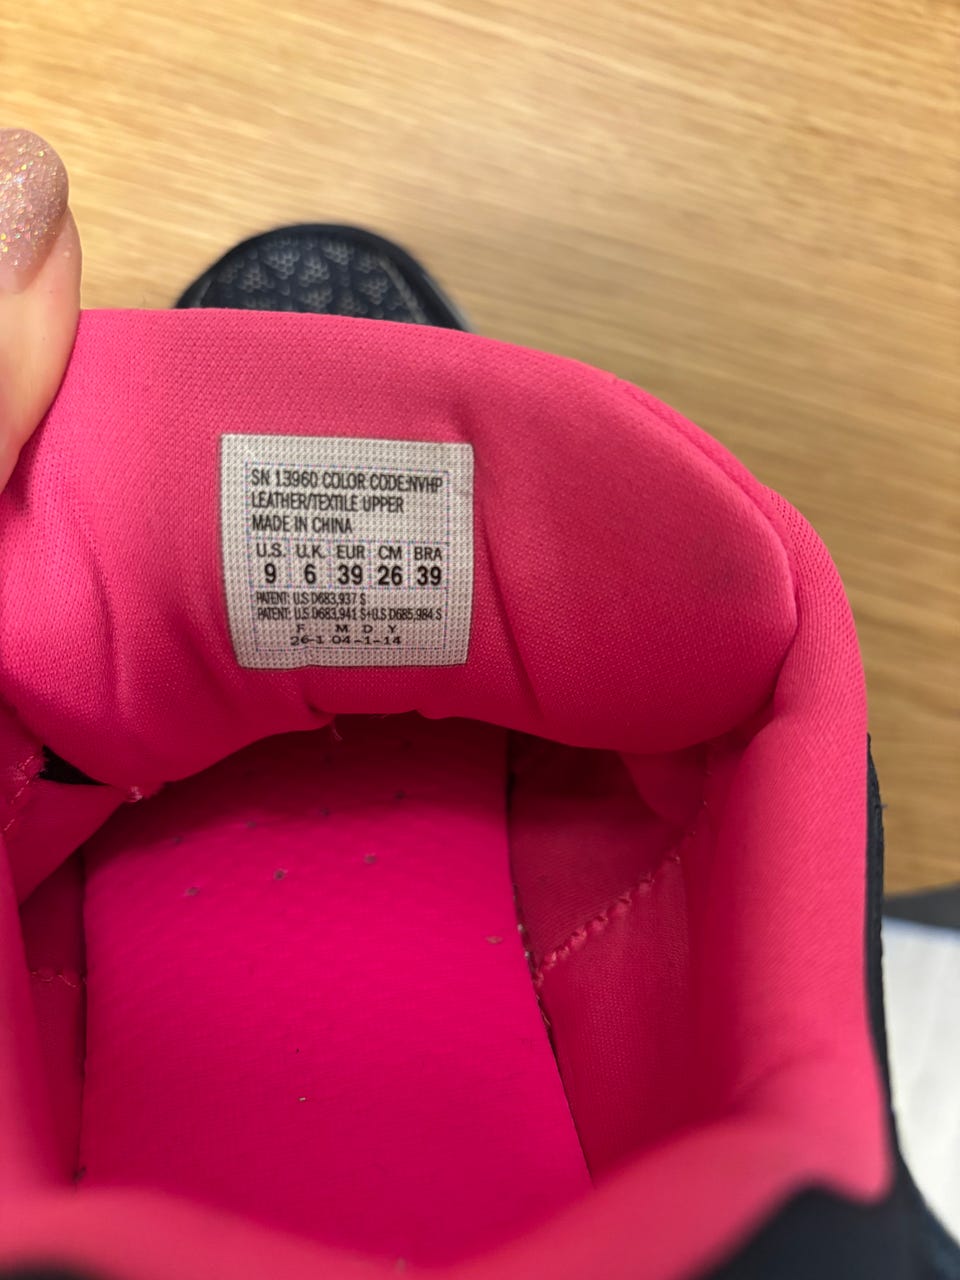 SN 13960 COLOR CODE:NVHP
LEATHER/TEXTILE UPPER
MADE IN CHINA
U.S. U.K. EUR CM BRA
9 6 39 26 39
PATENT: U.S D683,937 S
PATENT: U.S D683,941 S+U.S D685,984 S
F M D Y
26-1 04-1-14